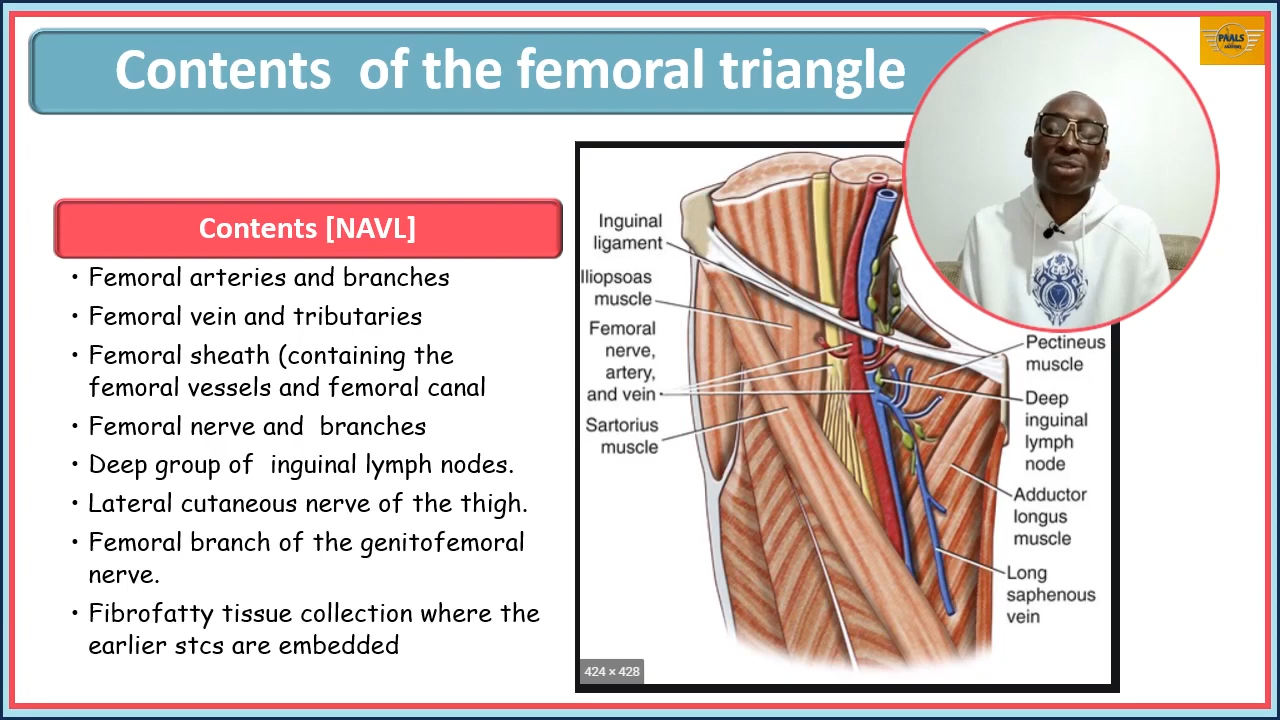 Contents of the femoral triangle
PAALS
Contents [NAVL]
• Femoral arteries and branches
• Femoral vein and tributaries
• Femoral sheath (containing the
femoral vessels and femoral canal
• Femoral nerve and branches
• Deep group of inguinal lymph nodes.
• Lateral cutaneous nerve of the thigh.
• Femoral branch of the genitofemoral
nerve.
• Fibrofatty tissue collection where the
earlier stcs are embedded
Inguinal
ligament
Iliopsoas
muscle
Femoral
nerve,
artery,
and vein
Sartorius
muscle
Pectineus
muscle
Deep
inguinal
lymph
node
Adductor
longus
muscle
Long
saphenous
vein
424 × 428